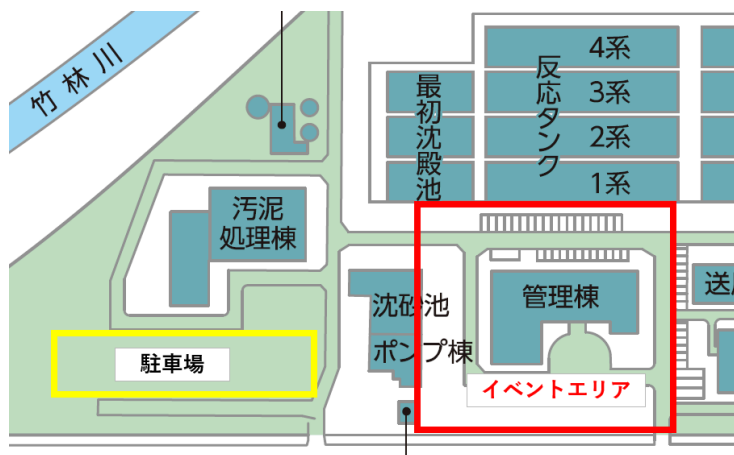 竹林川
4系
3系
2系
1系
反応タンク
最初沈殿池
汚泥
処理棟
沈砂池
ポンプ棟
管理棟
駐車場
イベントエリア